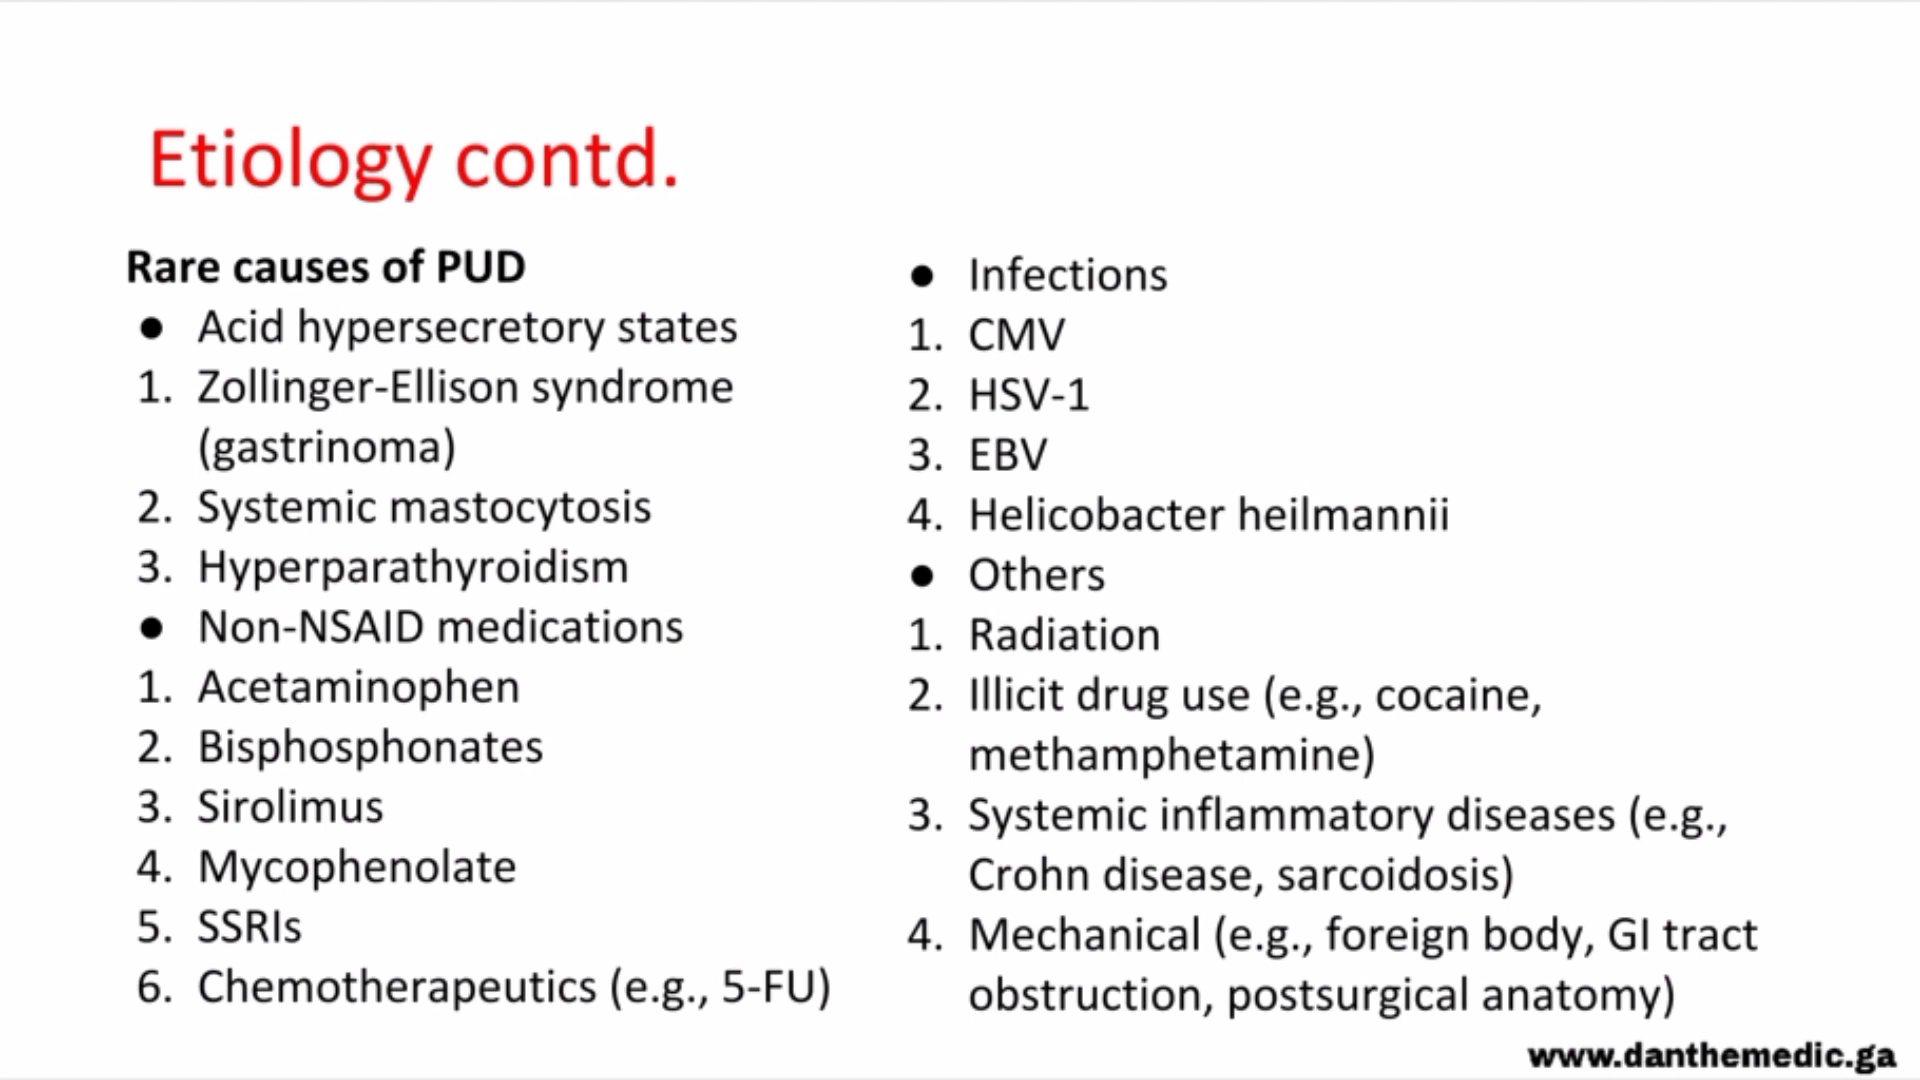 Etiology contd.
Rare causes of PUD
● Acid hypersecretory states
1. Zollinger-Ellison syndrome
(gastrinoma)
2. Systemic mastocytosis
3. Hyperparathyroidism
● Non-NSAID medications
1. Acetaminophen
2. Bisphosphonates
3. Sirolimus
4. Mycophenolate
5. SSRIs
6. Chemotherapeutics (e.g., 5-FU)
● Infections
1. CMV
2. HSV-1
3. EBV
4. Helicobacter heilmannii
● Others
1. Radiation
2. Illicit drug use (e.g., cocaine,
methamphetamine)
3. Systemic inflammatory diseases (e.g.,
Crohn disease, sarcoidosis)
4. Mechanical (e.g., foreign body, GI tract
obstruction, postsurgical anatomy)
www.danthemedic.ga